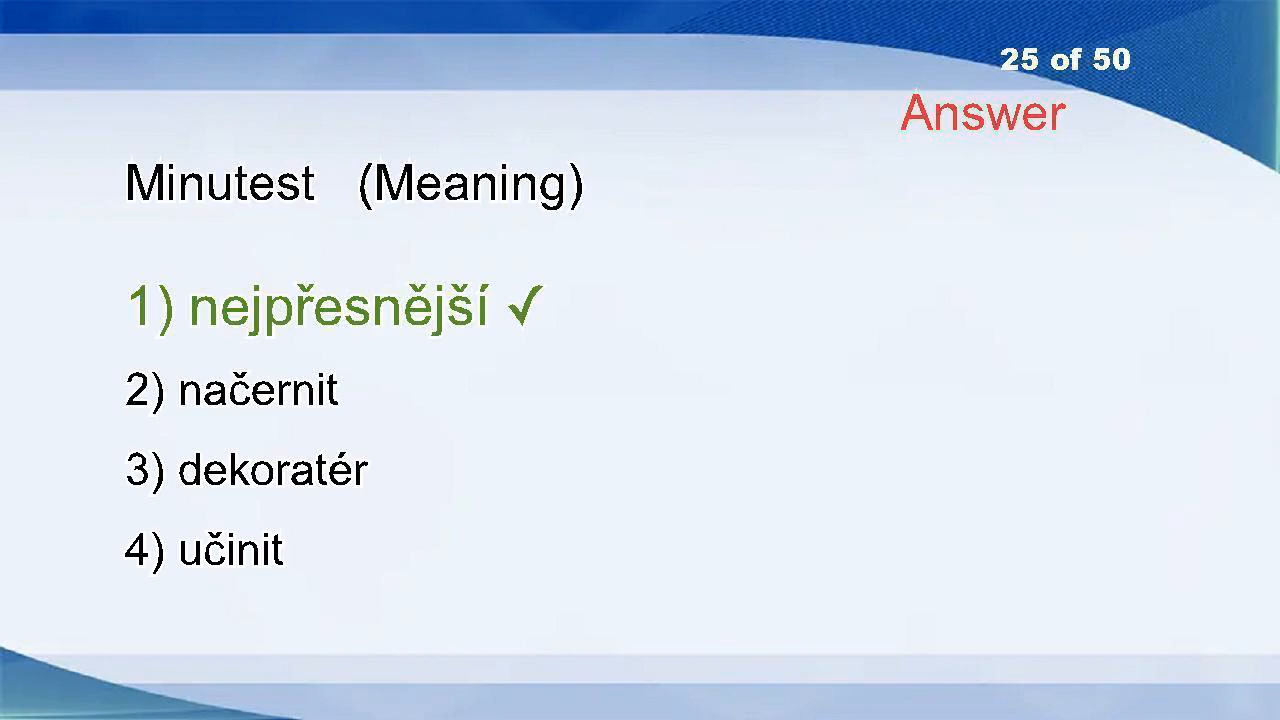 25 of 50
Answer
Minutest (Meaning)
1) nejpřesnější ✓
2) načernit
3) dekoratér
4) učinit